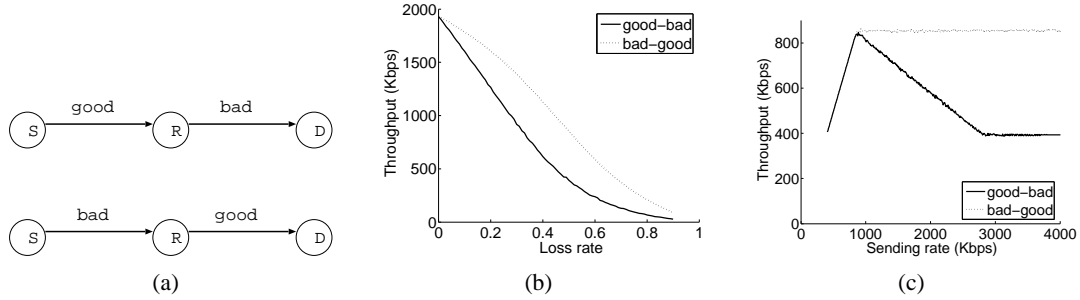 good
bad
S
R
D
bad
good
S
R
D
(a)
2000
1500
1000
500
0
Throughput (Kbps)
good−bad
bad−good
0
0.2
0.4
0.6
0.8
1
Loss rate
(b)
800
600
400
200
0
Throughput (Kbps)
good−bad
bad−good
0
1000
2000
3000
4000
Sending rate (Kbps)
(c)